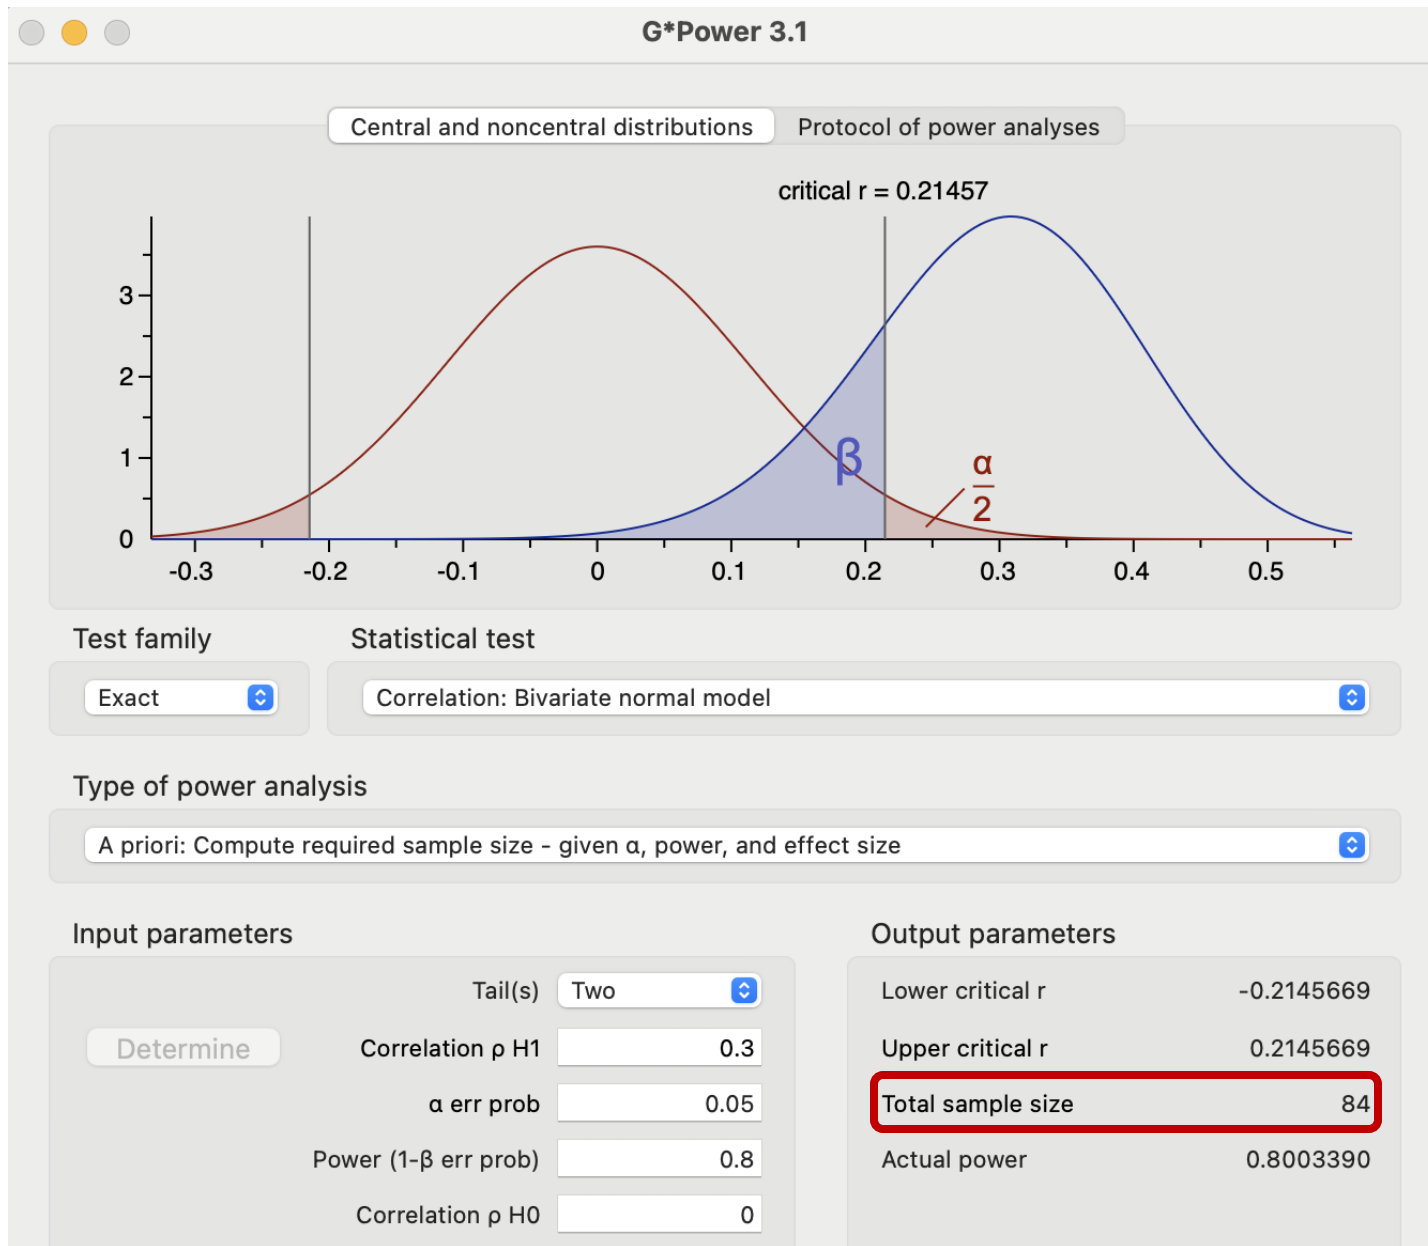 G*Power 3.1
Central and noncentral distributions Protocol of power analyses
critical r = 0.21457
3
2
1
0
β
α
2
-0.3 -0.2 -0.1 0 0.1 0.2 0.3 0.4 0.5
Test family Statistical test
Exact Correlation: Bivariate normal model
Type of power analysis
A priori: Compute required sample size - given α, power, and effect size
Input parameters Output parameters
Tail(s) Two Lower critical r -0.2145669
Determine Correlation ρ H1 0.3 Upper critical r 0.2145669
α err prob 0.05 Total sample size 84
Power (1-β err prob) 0.8 Actual power 0.8003390
Correlation ρ H0 0